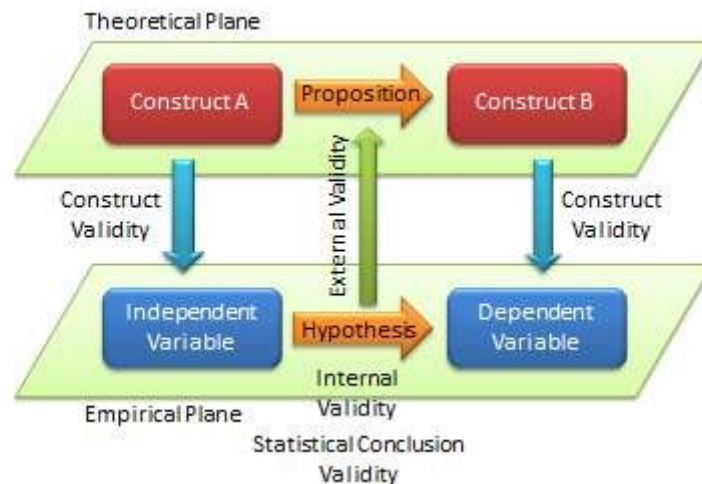 Theoretical Plane
Construct A
Proposition
Construct B
Construct
Validity
External Validity
Construct
Validity
Independent
Variable
Hypothesis
Dependent
Variable
Internal
Validity
Empirical Plane
Statistical Conclusion
Validity